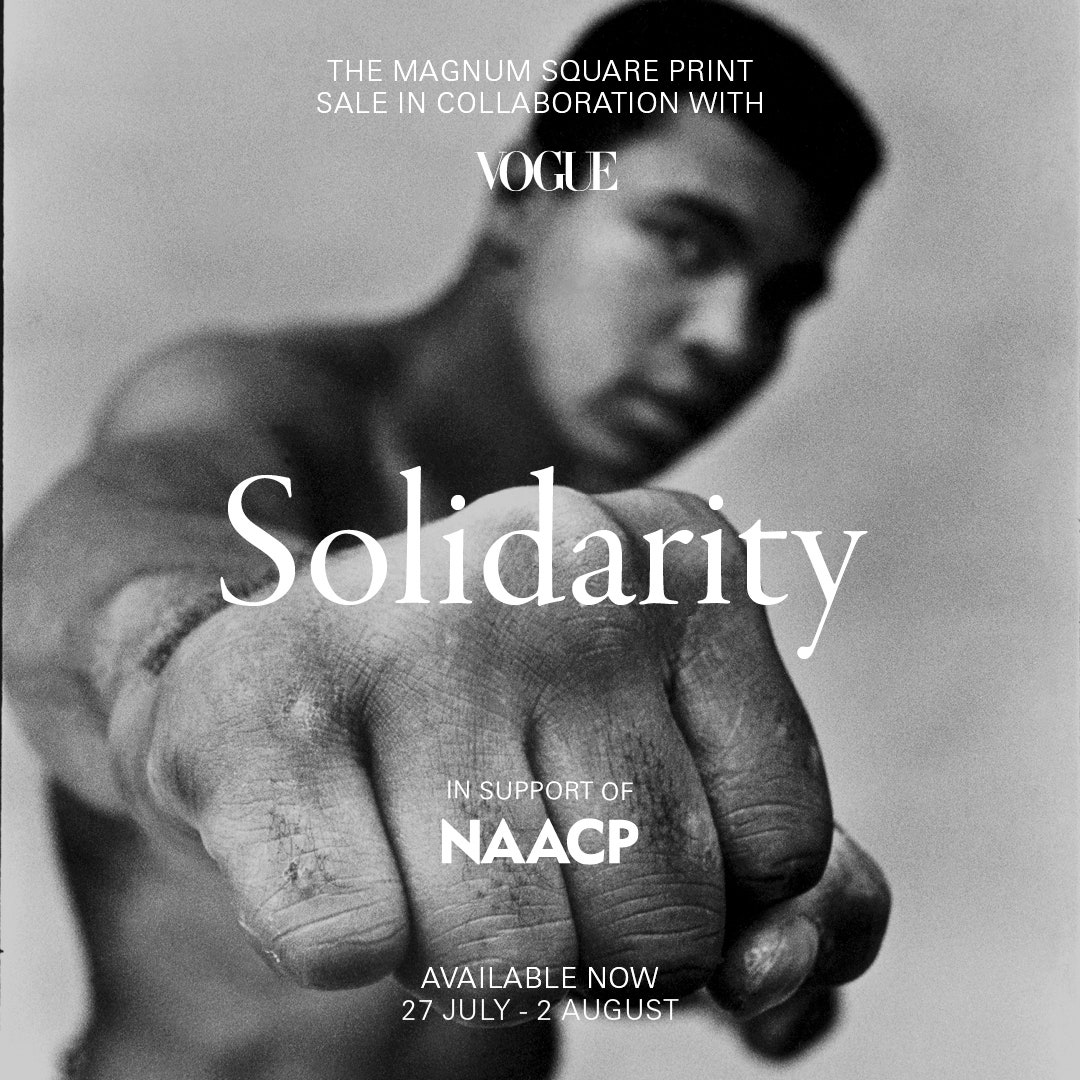 THE MAGNUM SQUARE PRINT
SALE IN COLLABORATION WITH
VOGUE
Solidarity
IN SUPPORT OF
NAACP
AVAILABLE NOW
27 JULY - 2 AUGUST